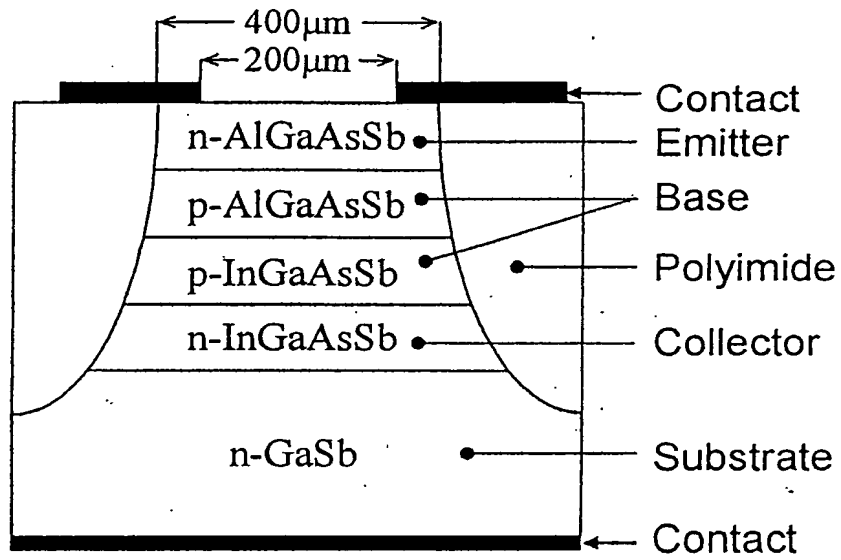 400μm
200μm
Contact
n-AlGaAsSb
Emitter
p-AlGaAsSb
Base
p-InGaAsSb
Polyimide
n-InGaAsSb
Collector
n-GaSb
Substrate
Contact